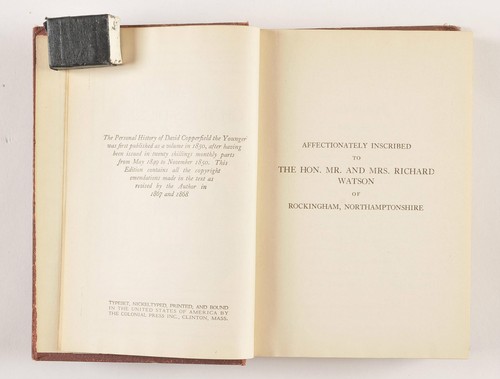 The Personal History of David Copperfield the Younger
was first published as a volume in 1850, after having
been issued in twenty shillings monthly parts
from May 1849 to November 1850. This
Edition contains all the copyright
emendations made in the text as
revised by the Author in
1867 and 1868
TYPESET, NICKELTYPED, PRINTED, AND BOUND
IN THE UNITED STATES OF AMERICA BY
THE COLONIAL PRESS INC., CLINTON, MASS.
AFFECTIONATELY INSCRIBED
TO
THE HON. MR. AND MRS. RICHARD
WATSON
OF
ROCKINGHAM, NORTHAMPTONSHIRE